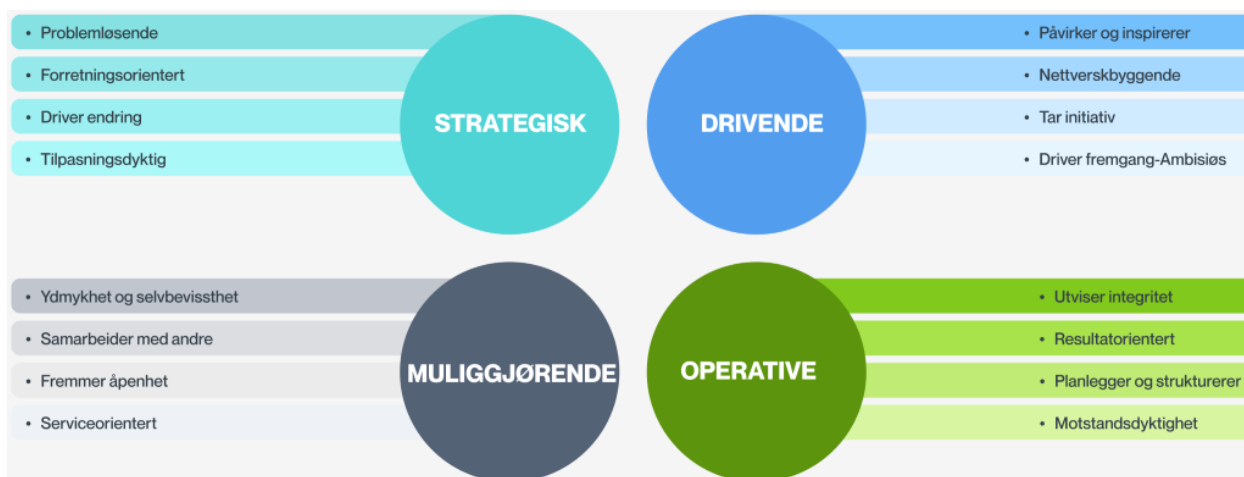 Problemløsende
Forretningsorientert
Driver endring
Tilpasningsdyktig
STRATEGISK
DRIVENDE
Påvirker og inspirerer
Nettverskbyggende
Tar initiativ
Driver fremgang-Ambisiøs
Ydmykhet og selvbevissthet
Samarbeider med andre
Fremmer åpenhet
Serviceorientert
MULIGGJØRENDE
OPERATIVE
Utviser integritet
Resultatorientert
Planlegger og strukturerer
Motstandsdyktighet